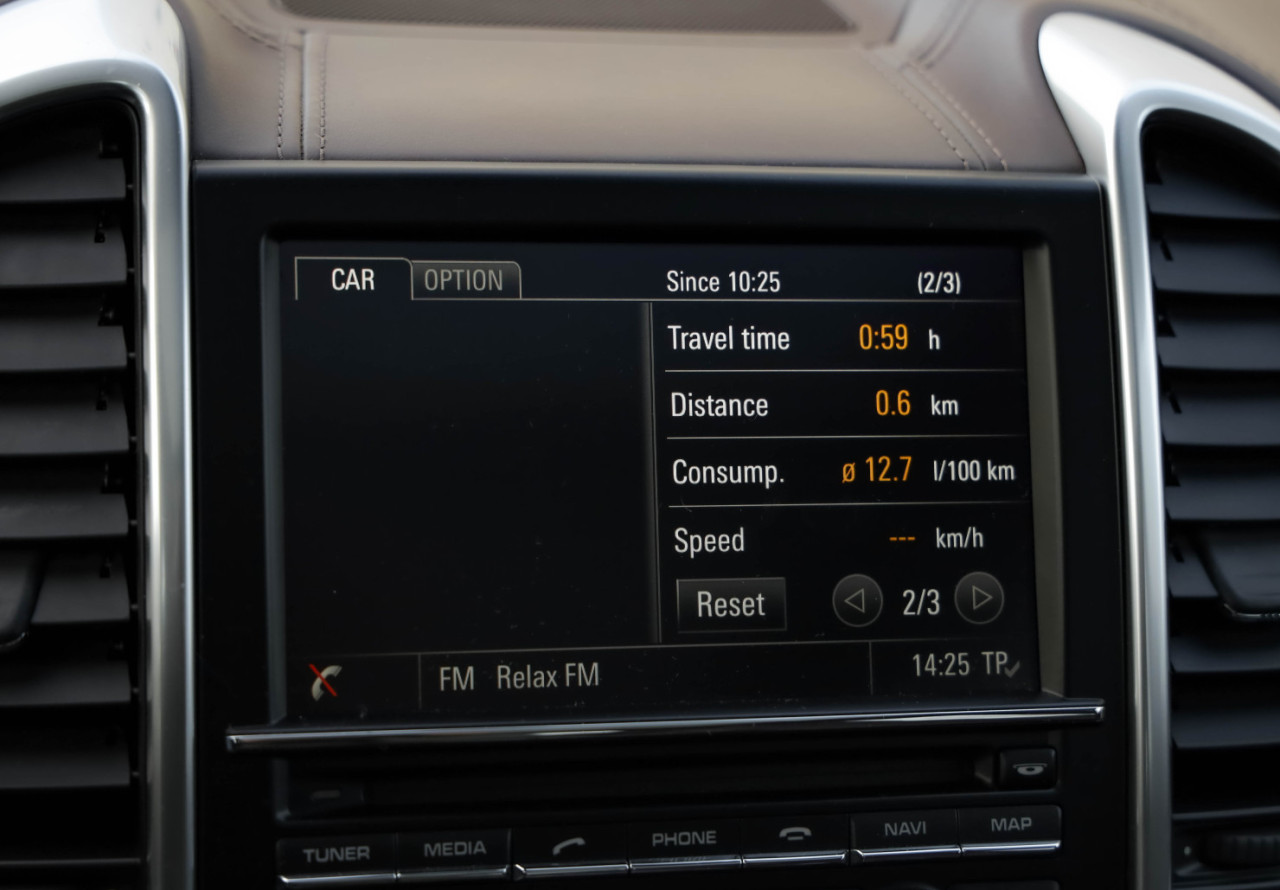 CAR OPTION Since 10:25 (2/3)
Travel time 0:59 h
Distance 0.6 km
Consump. ø 12.7 l/100 km
Speed --- km/h
Reset 2/3
FM Relax FM 14:25 TP
TUNER MEDIA PHONE NAVI MAP